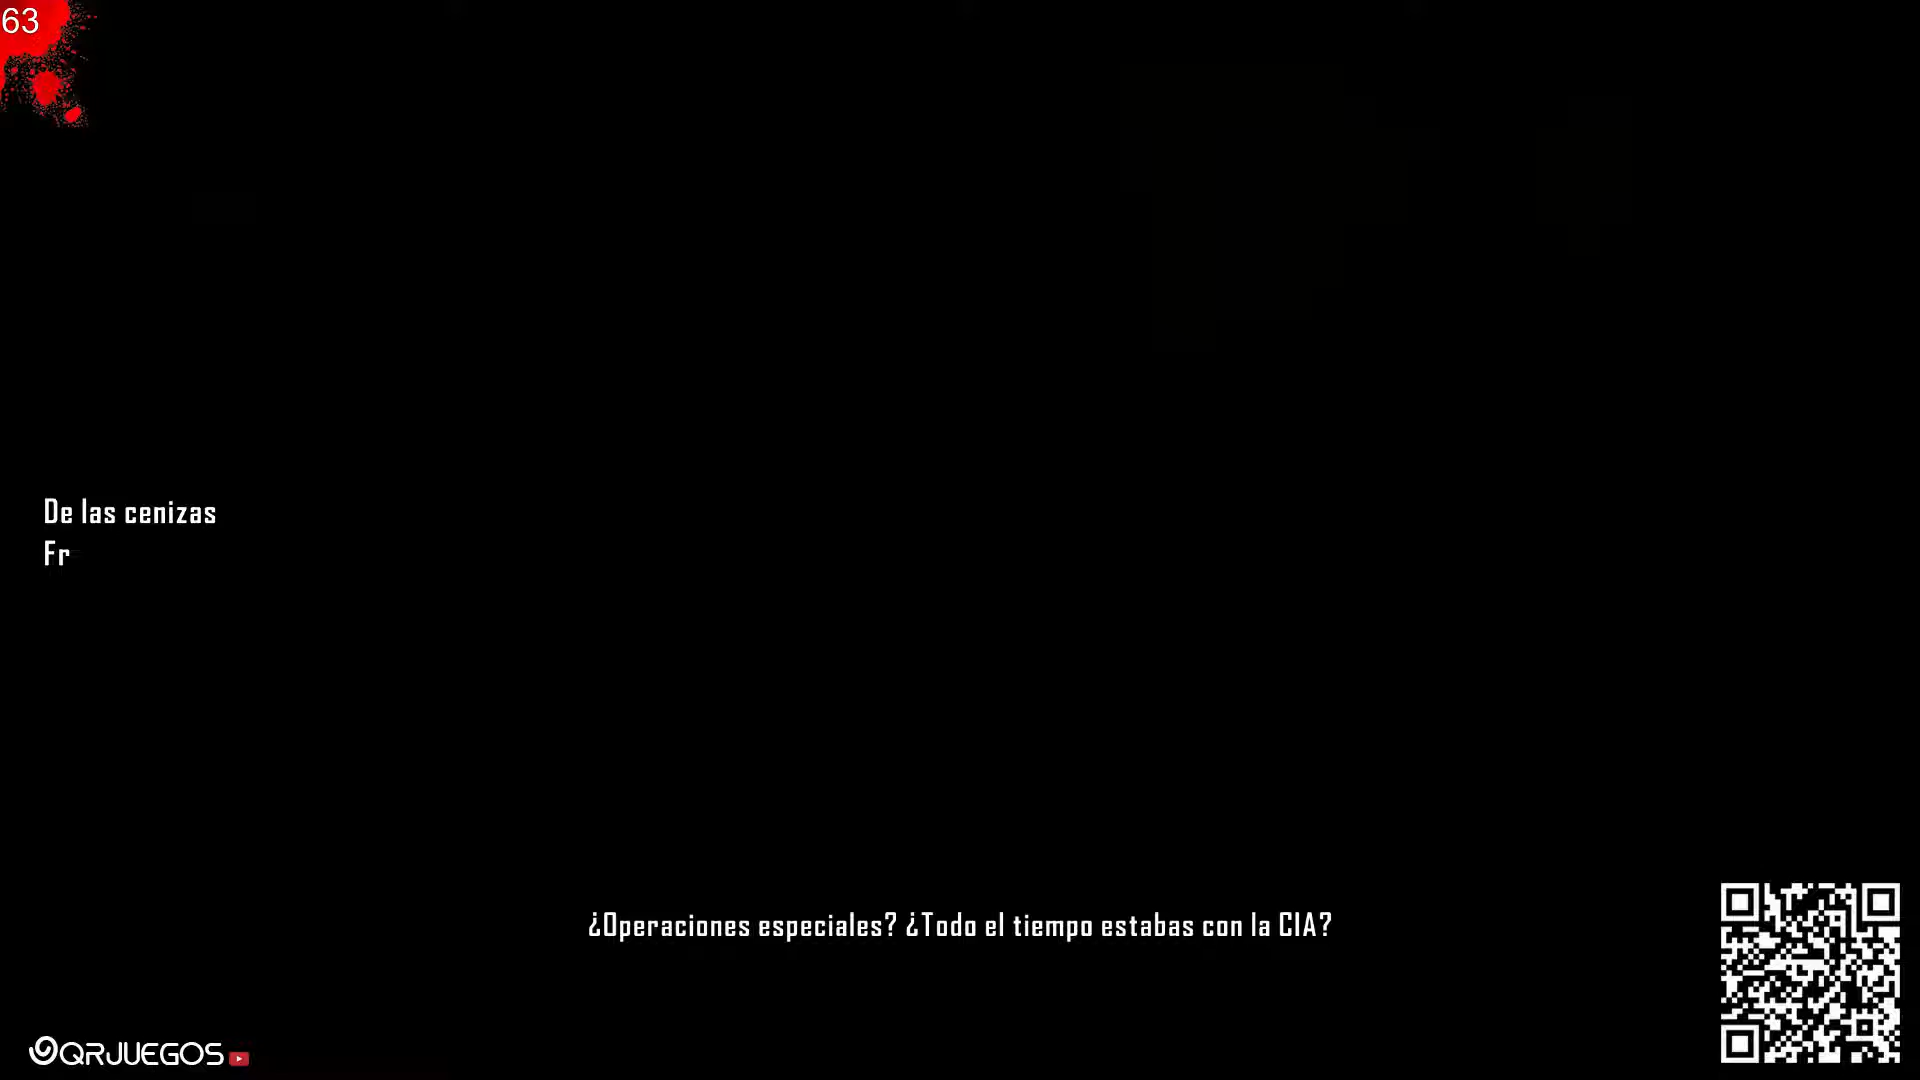 63
De las cenizas
Fr
¿Operaciones especiales? ¿Todo el tiempo estabas con la CIA?
QRJUEGOS